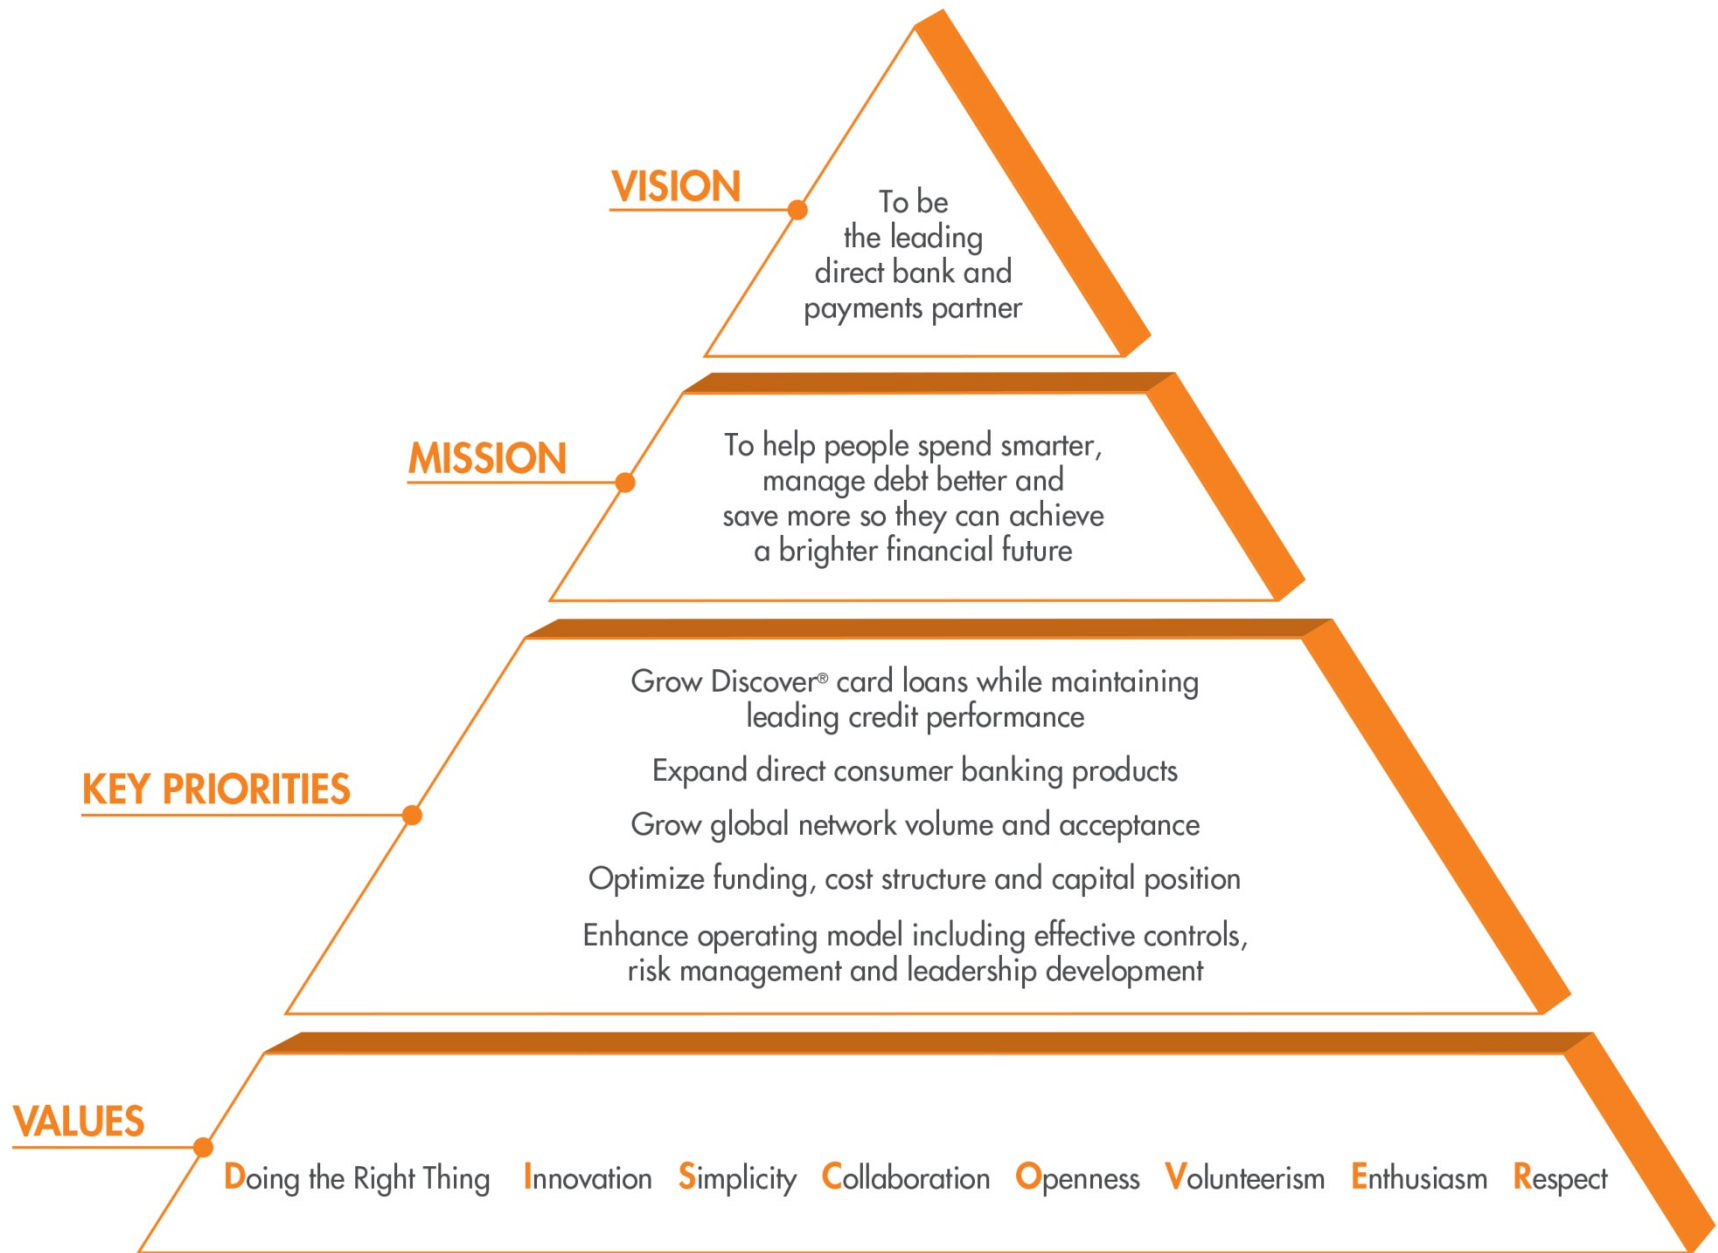 VISION
To be
the leading
direct bank and
payments partner
MISSION
To help people spend smarter,
manage debt better and
save more so they can achieve
a brighter financial future
KEY PRIORITIES
Grow Discover® card loans while maintaining
leading credit performance
Expand direct consumer banking products
Grow global network volume and acceptance
Optimize funding, cost structure and capital position
Enhance operating model including effective controls,
risk management and leadership development
VALUES
Doing the Right Thing Innovation Simplicity Collaboration Openness Volunteerism Enthusiasm Respect